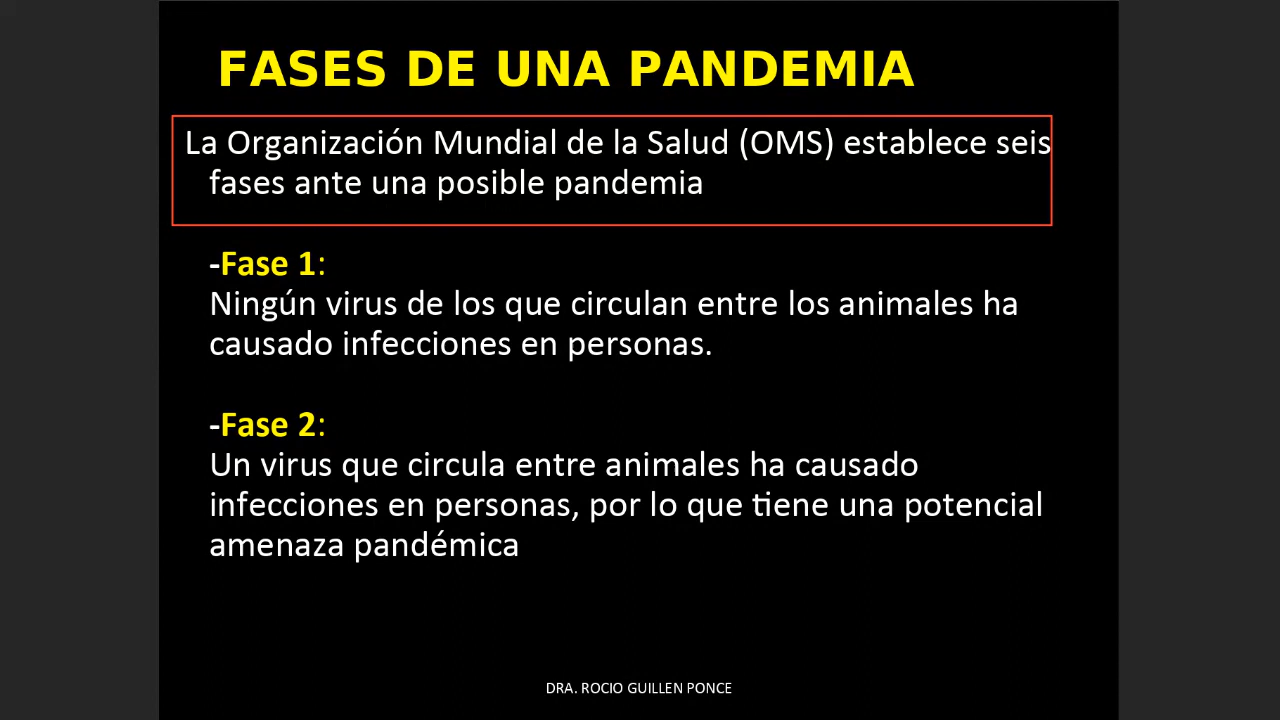 FASES DE UNA PANDEMIA
La Organización Mundial de la Salud (OMS) establece seis
fases ante una posible pandemia
-Fase 1:
Ningún virus de los que circulan entre los animales ha
causado infecciones en personas.
-Fase 2:
Un virus que circula entre animales ha causado
infecciones en personas, por lo que tiene una potencial
amenaza pandémica
DRA. ROCIO GUILLEN PONCE